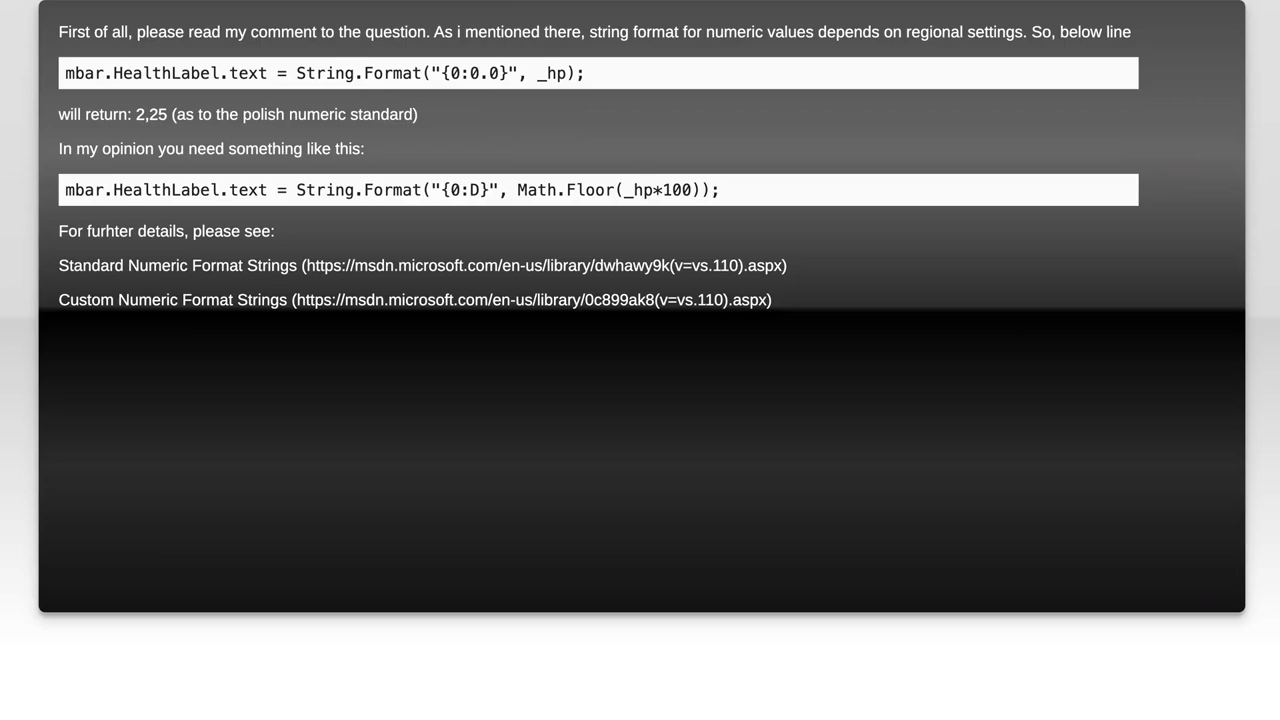 First of all, please read my comment to the question. As i mentioned there, string format for numeric values depends on regional settings. So, below line
mbar.HealthLabel.text = String.Format("{0:0.0}", _hp);
will return: 2,25 (as to the polish numeric standard)
In my opinion you need something like this:
mbar.HealthLabel.text = String.Format("{0:D}", Math.Floor(_hp*100));
For furhter details, please see:
Standard Numeric Format Strings (https://msdn.microsoft.com/en-us/library/dwhawy9k(v=vs.110).aspx)
Custom Numeric Format Strings (https://msdn.microsoft.com/en-us/library/0c899ak8(v=vs.110).aspx)